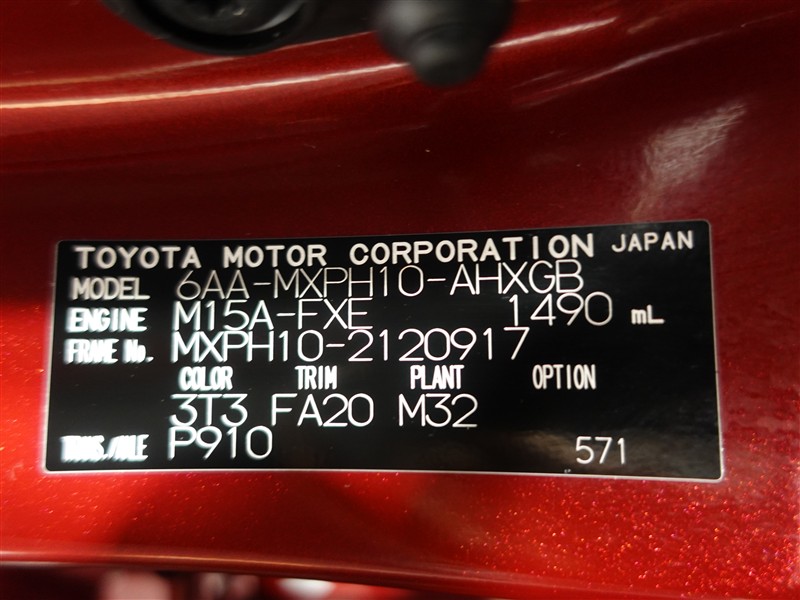 TOYOTA MOTOR CORPORATION JAPAN
MODEL 6AA-MXPH10-AHXGB
ENGINE M15A-FXE 1490 mL
FRAME No. MXPH10-2120917
COLOR TRIM PLANT OPTION
3T3 FA20 M32
TRANS./AXLE P910 571